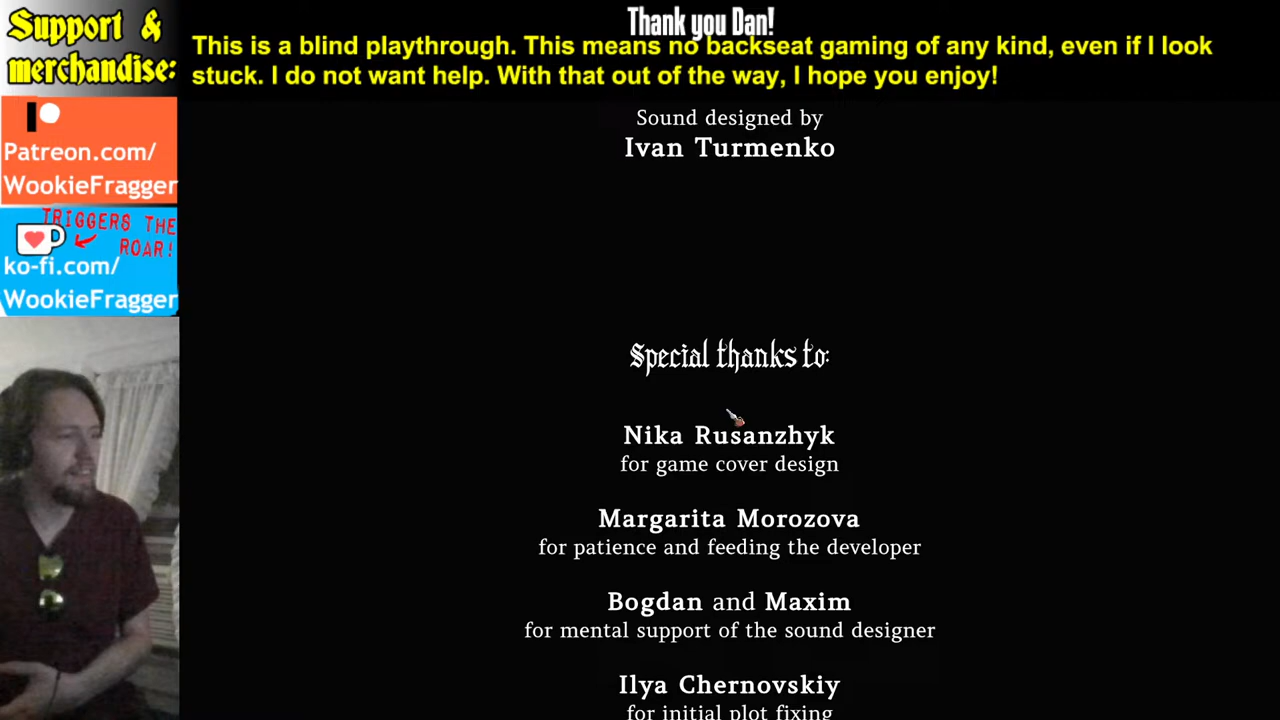 Support &
merchandise:
Thank you Dan!
This is a blind playthrough. This means no backseat gaming of any kind, even if I look
stuck. I do not want help. With that out of the way, I hope you enjoy!
Patreon.com/
WookieFragger
TRIGGERS THE
ROAR!
ko-fi.com/
WookieFragger
Sound designed by
Ivan Turmenko
Special thanks to:
Nika Rusanzhyk
for game cover design
Margarita Morozova
for patience and feeding the developer
Bogdan and Maxim
for mental support of the sound designer
Ilya Chernovskiy
for initial plot fixing